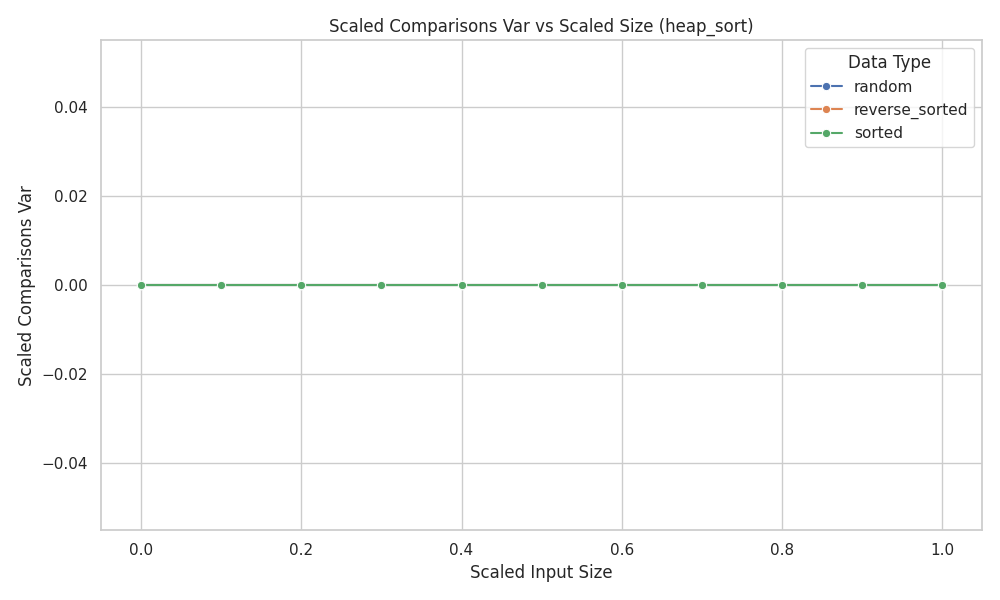 Scaled Comparisons Var vs Scaled Size (heap_sort)
Data Type
random
reverse_sorted
sorted
Scaled Comparisons Var
0.04
0.02
0.00
−0.02
−0.04
0.0 0.2 0.4 0.6 0.8 1.0
Scaled Input Size